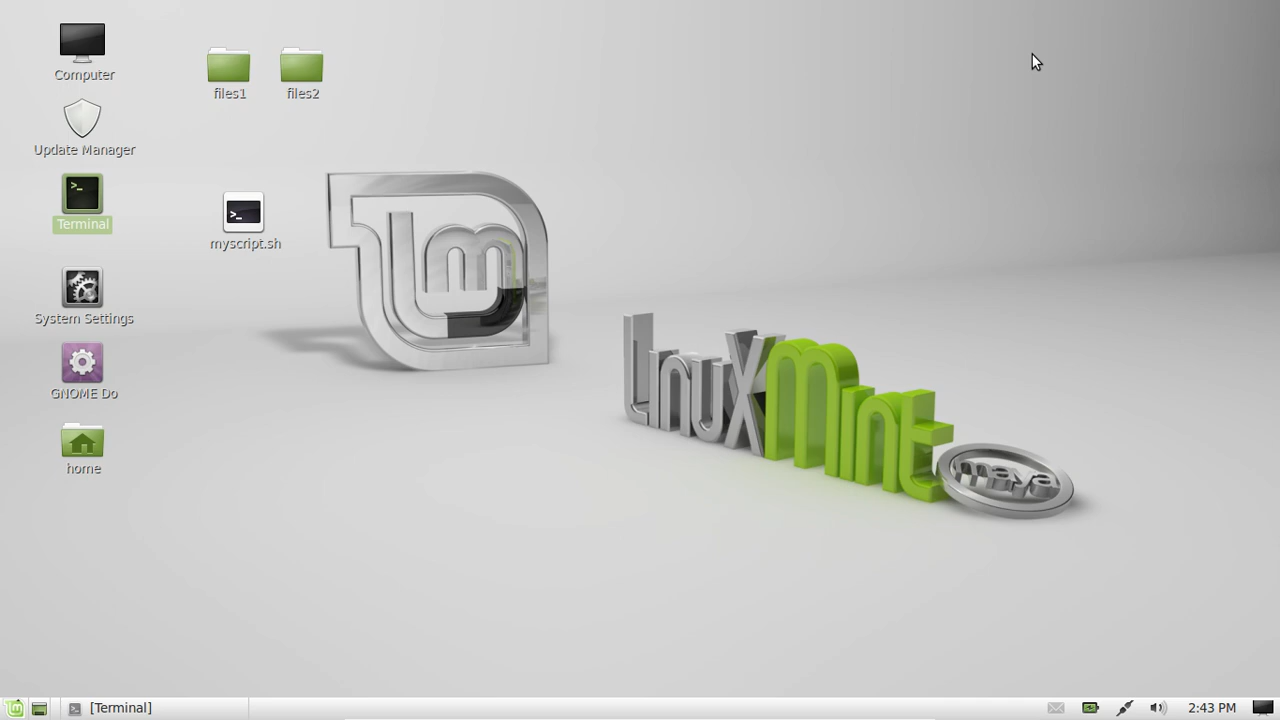 Computer
files1
files2
Update Manager
Terminal
myscript.sh
System Settings
GNOME Do
home
lm
LinuxMint
maya
[Terminal]
2:43 PM